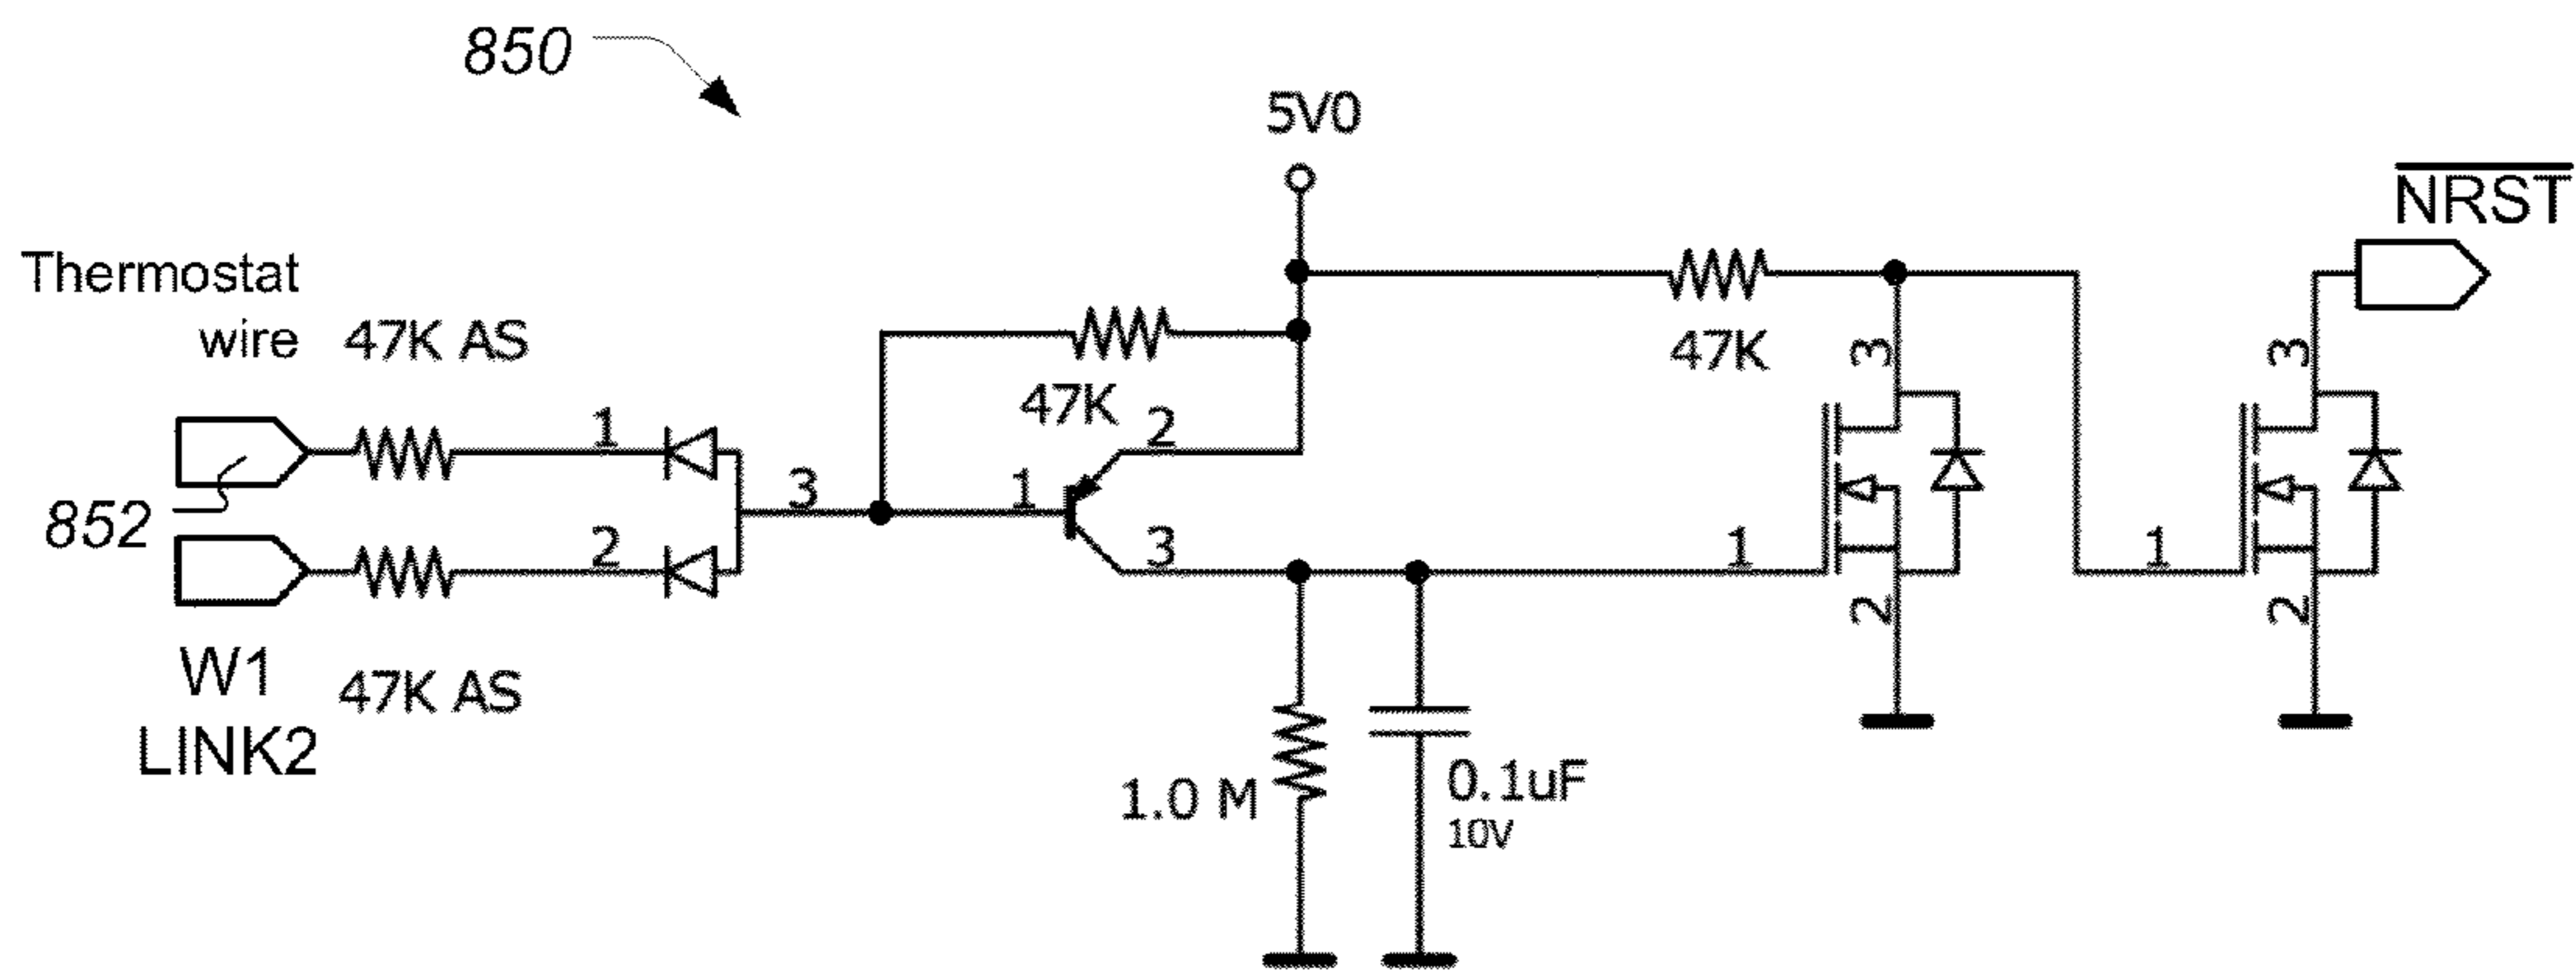 850
5V0
NRST
Thermostat
wire
47K AS
47K
47K
3
3
1
2
3
1
852
2
3
1
1
2
2
W1
LINK2
47K AS
1.0 M
0.1uF
10V